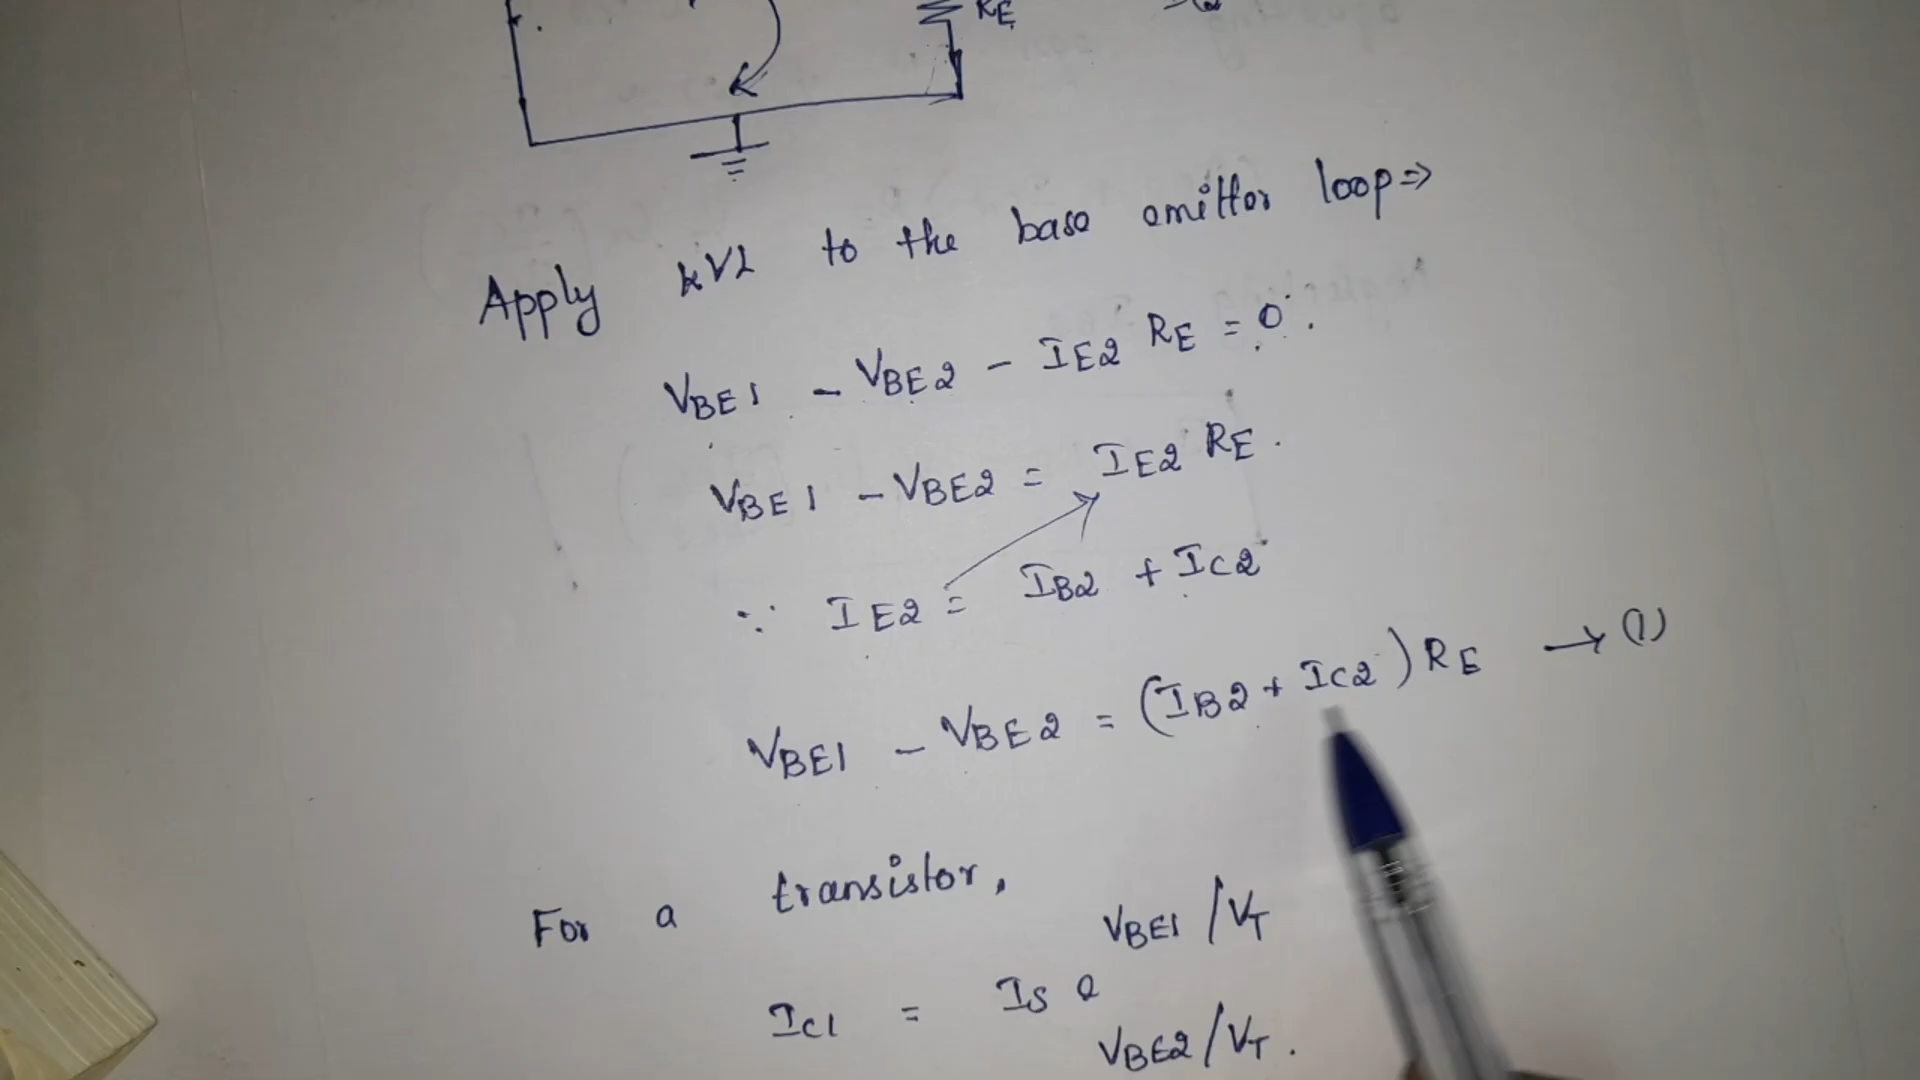 RE
Apply KVL to the base emitter loop ⇒
VBE1 - VBE2 - IE2 RE = 0.
VBE1 - VBE2 = IE2 RE.
∵ IE2 = IB2 + IC2
VBE1 - VBE2 = (IB2 + IC2) RE → (1)
For a transistor,
VBE1/VT
IC1 = IS e
VBE2/VT.